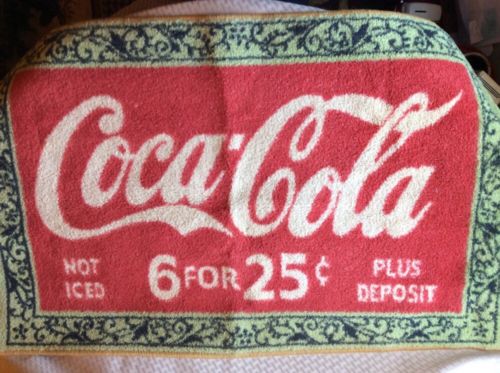 Coca-Cola
NOT ICED
6 FOR 25¢
PLUS DEPOSIT